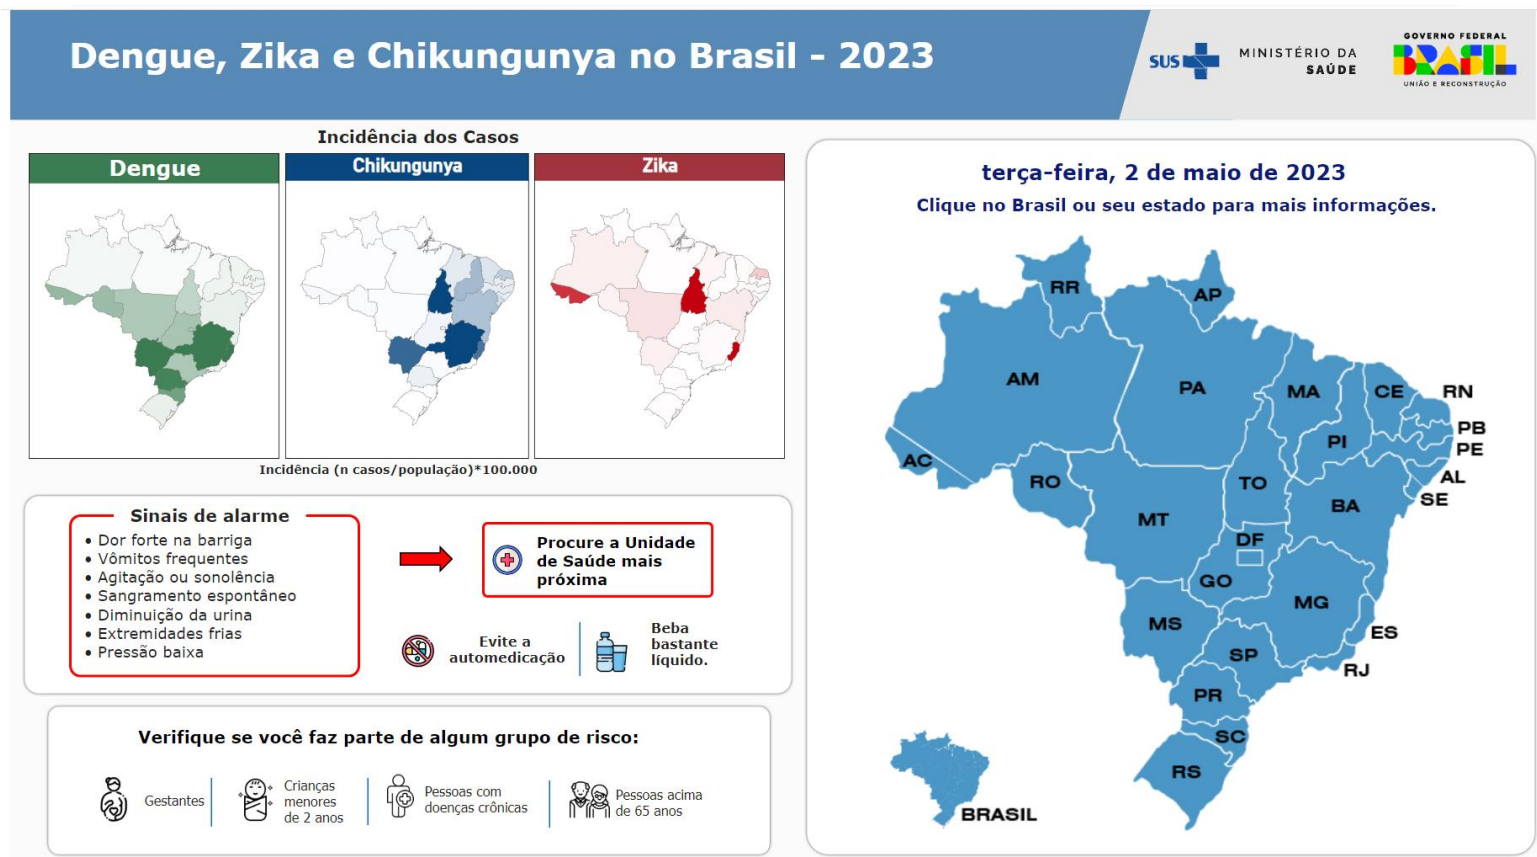 Dengue, Zika e Chikungunya no Brasil - 2023
SUS
MINISTÉRIO DA
SAÚDE
GOVERNO FEDERAL
BRASIL
UNIÃO E RECONSTRUÇÃO
Incidência dos Casos
Dengue
Chikungunya
Zika
Incidência (n casos/população)*100.000
Sinais de alarme
• Dor forte na barriga
• Vômitos frequentes
• Agitação ou sonolência
• Sangramento espontâneo
• Diminuição da urina
• Extremidades frias
• Pressão baixa
Procure a Unidade
de Saúde mais
próxima
Evite a
automedicação
Beba
bastante
líquido.
Verifique se você faz parte de algum grupo de risco:
Gestantes
Crianças
menores
de 2 anos
Pessoas com
doenças crônicas
Pessoas acima
de 65 anos
terça-feira, 2 de maio de 2023
Clique no Brasil ou seu estado para mais informações.
RR
AP
AM
PA
MA
CE
RN
PB
PI
PE
AC
AL
RO
TO
SE
BA
MT
DF
GO
MG
MS
ES
SP
RJ
PR
SC
RS
BRASIL